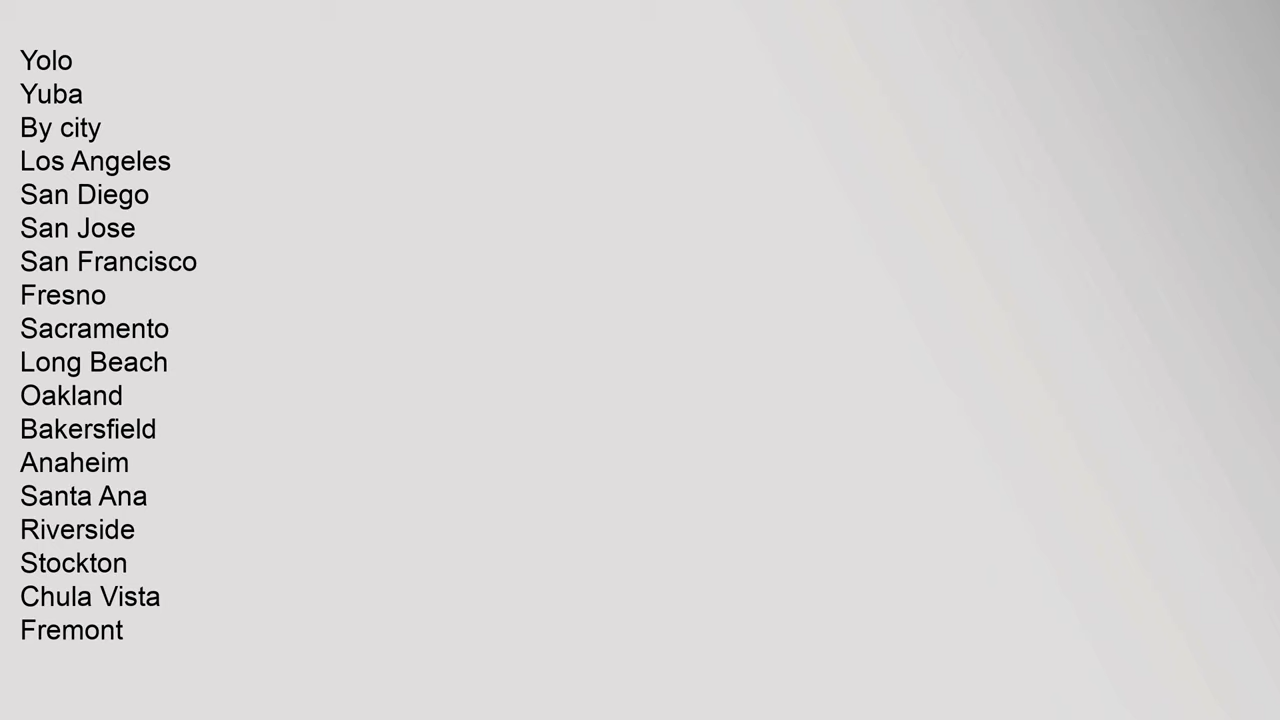 Yolo
Yuba
By city
Los Angeles
San Diego
San Jose
San Francisco
Fresno
Sacramento
Long Beach
Oakland
Bakersfield
Anaheim
Santa Ana
Riverside
Stockton
Chula Vista
Fremont